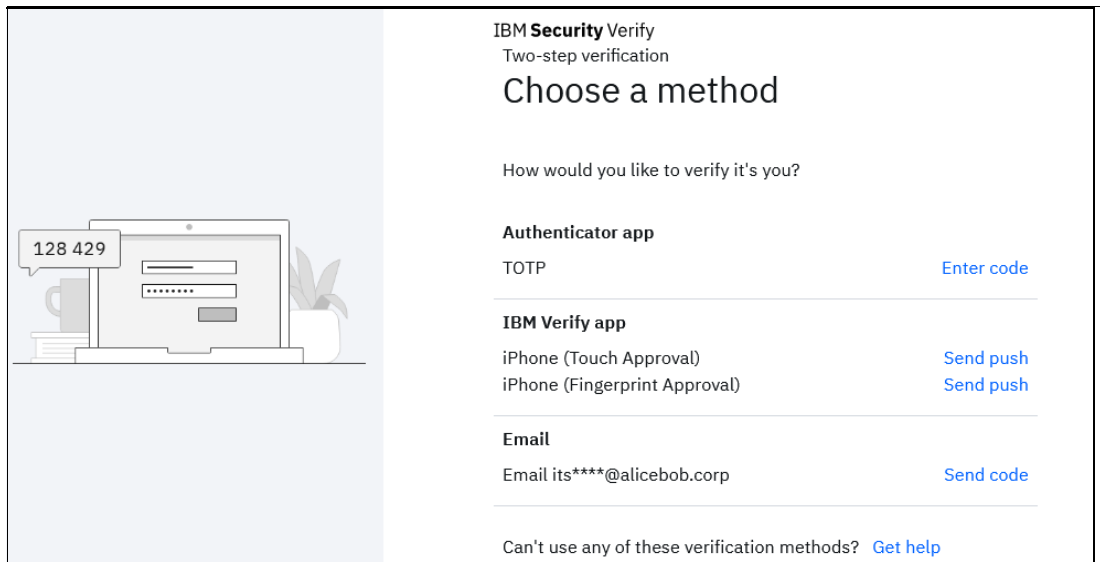 IBM Security Verify
Two-step verification
Choose a method
How would you like to verify it's you?
128 429
Authenticator app
TOTP Enter code
IBM Verify app
iPhone (Touch Approval) Send push
iPhone (Fingerprint Approval) Send push
Email
Email its****@alicebob.corp Send code
Can't use any of these verification methods? Get help